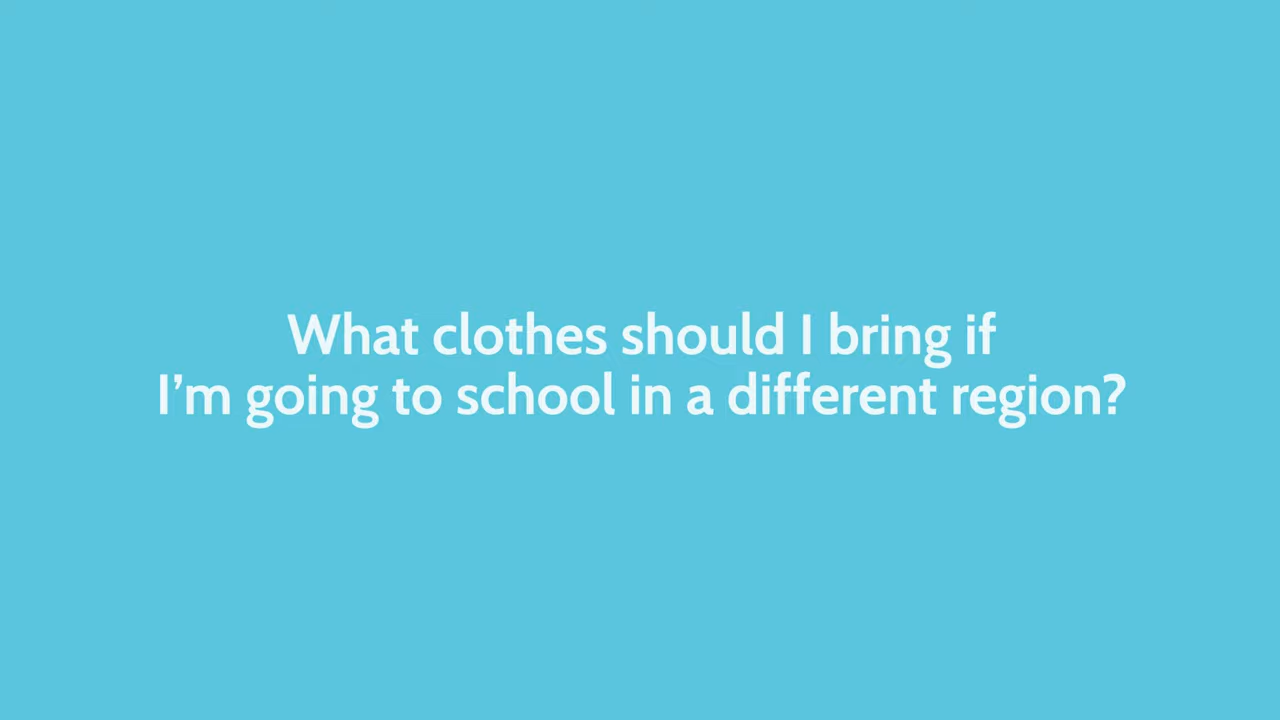 What clothes should I bring if
I’m going to school in a different region?